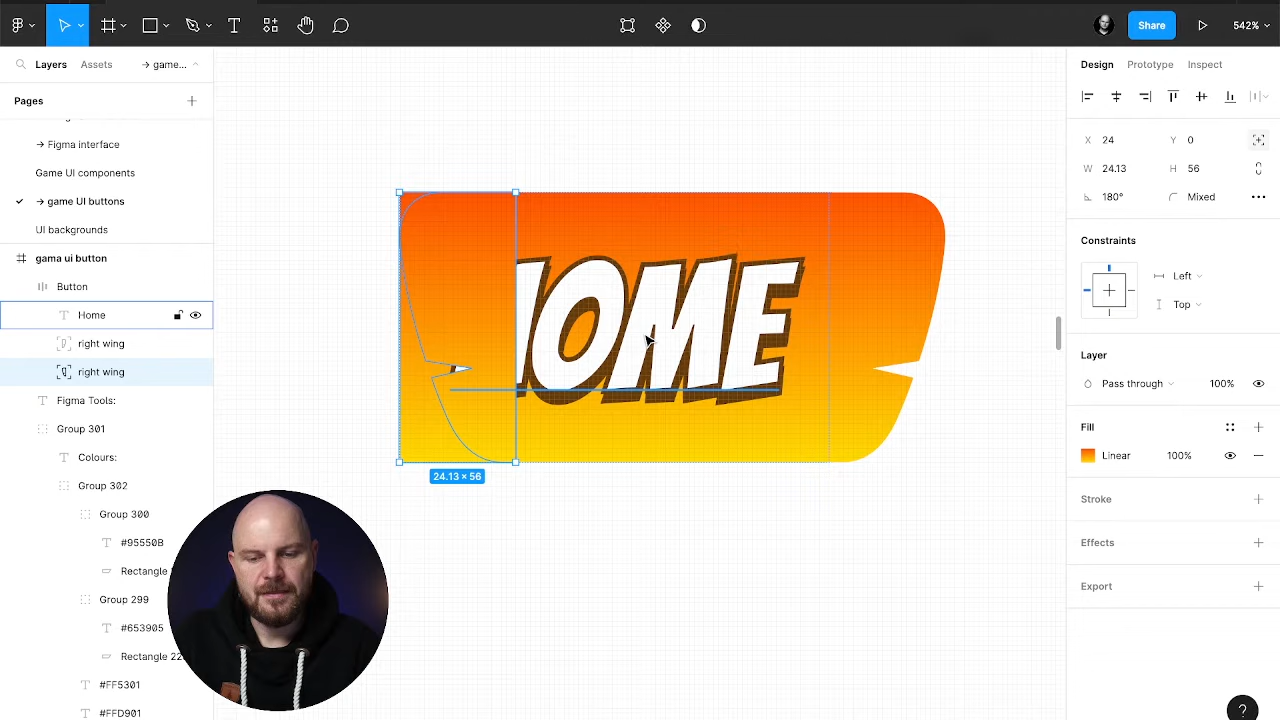 Share
542%
Layers
Assets
→ game...
Pages
→ Figma interface
Game UI components
→ game UI buttons
UI backgrounds
gama ui button
Button
Home
right wing
right wing
Figma Tools:
Group 301
Colours:
Group 302
Group 300
#95550B
Rectangle
Group 299
#653905
Rectangle 22
#FF5301
#FFD901
HOME
24.13 × 56
Design
Prototype
Inspect
X 24
Y 0
W 24.13
H 56
180°
Mixed
Constraints
Left
Top
Layer
Pass through
100%
Fill
Linear
100%
Stroke
Effects
Export
?